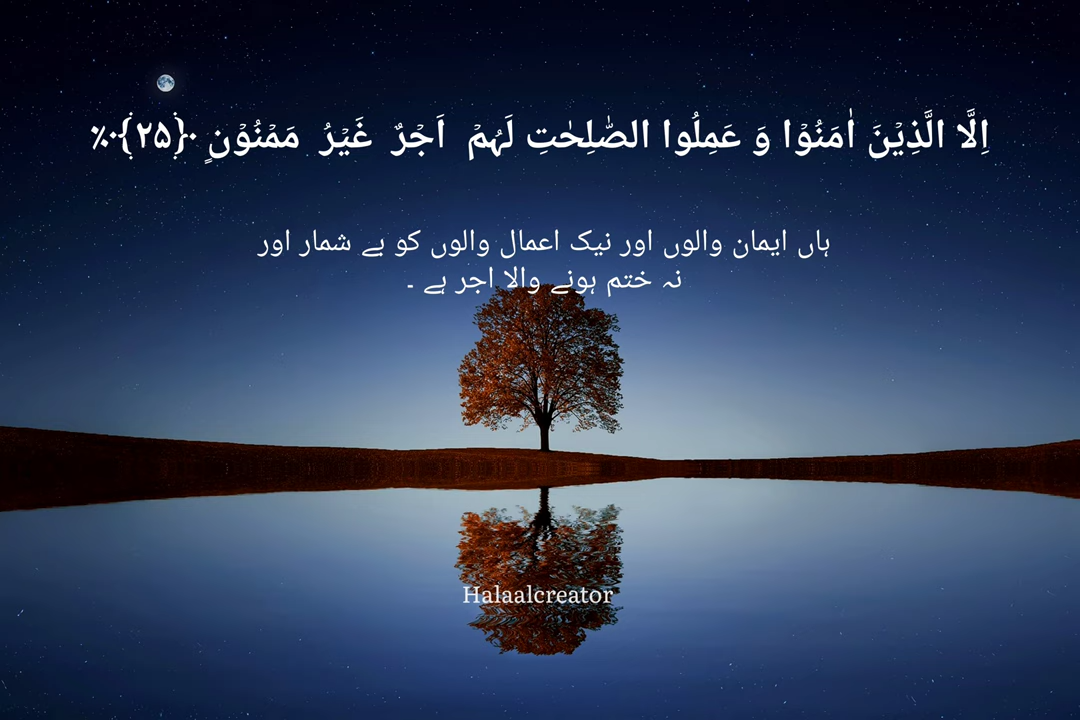 اِلَّا الَّذِیۡنَ اٰمَنُوۡا وَ عَمِلُوا الصّٰلِحٰتِ لَہُمۡ اَجۡرٌ غَیۡرُ مَمۡنُوۡنٍ ﴿۲۵﴾٪
ہاں ایمان والوں اور نیک اعمال والوں کو بے شمار اور
نہ ختم ہونے والا اجر ہے ۔
Halaalcreator